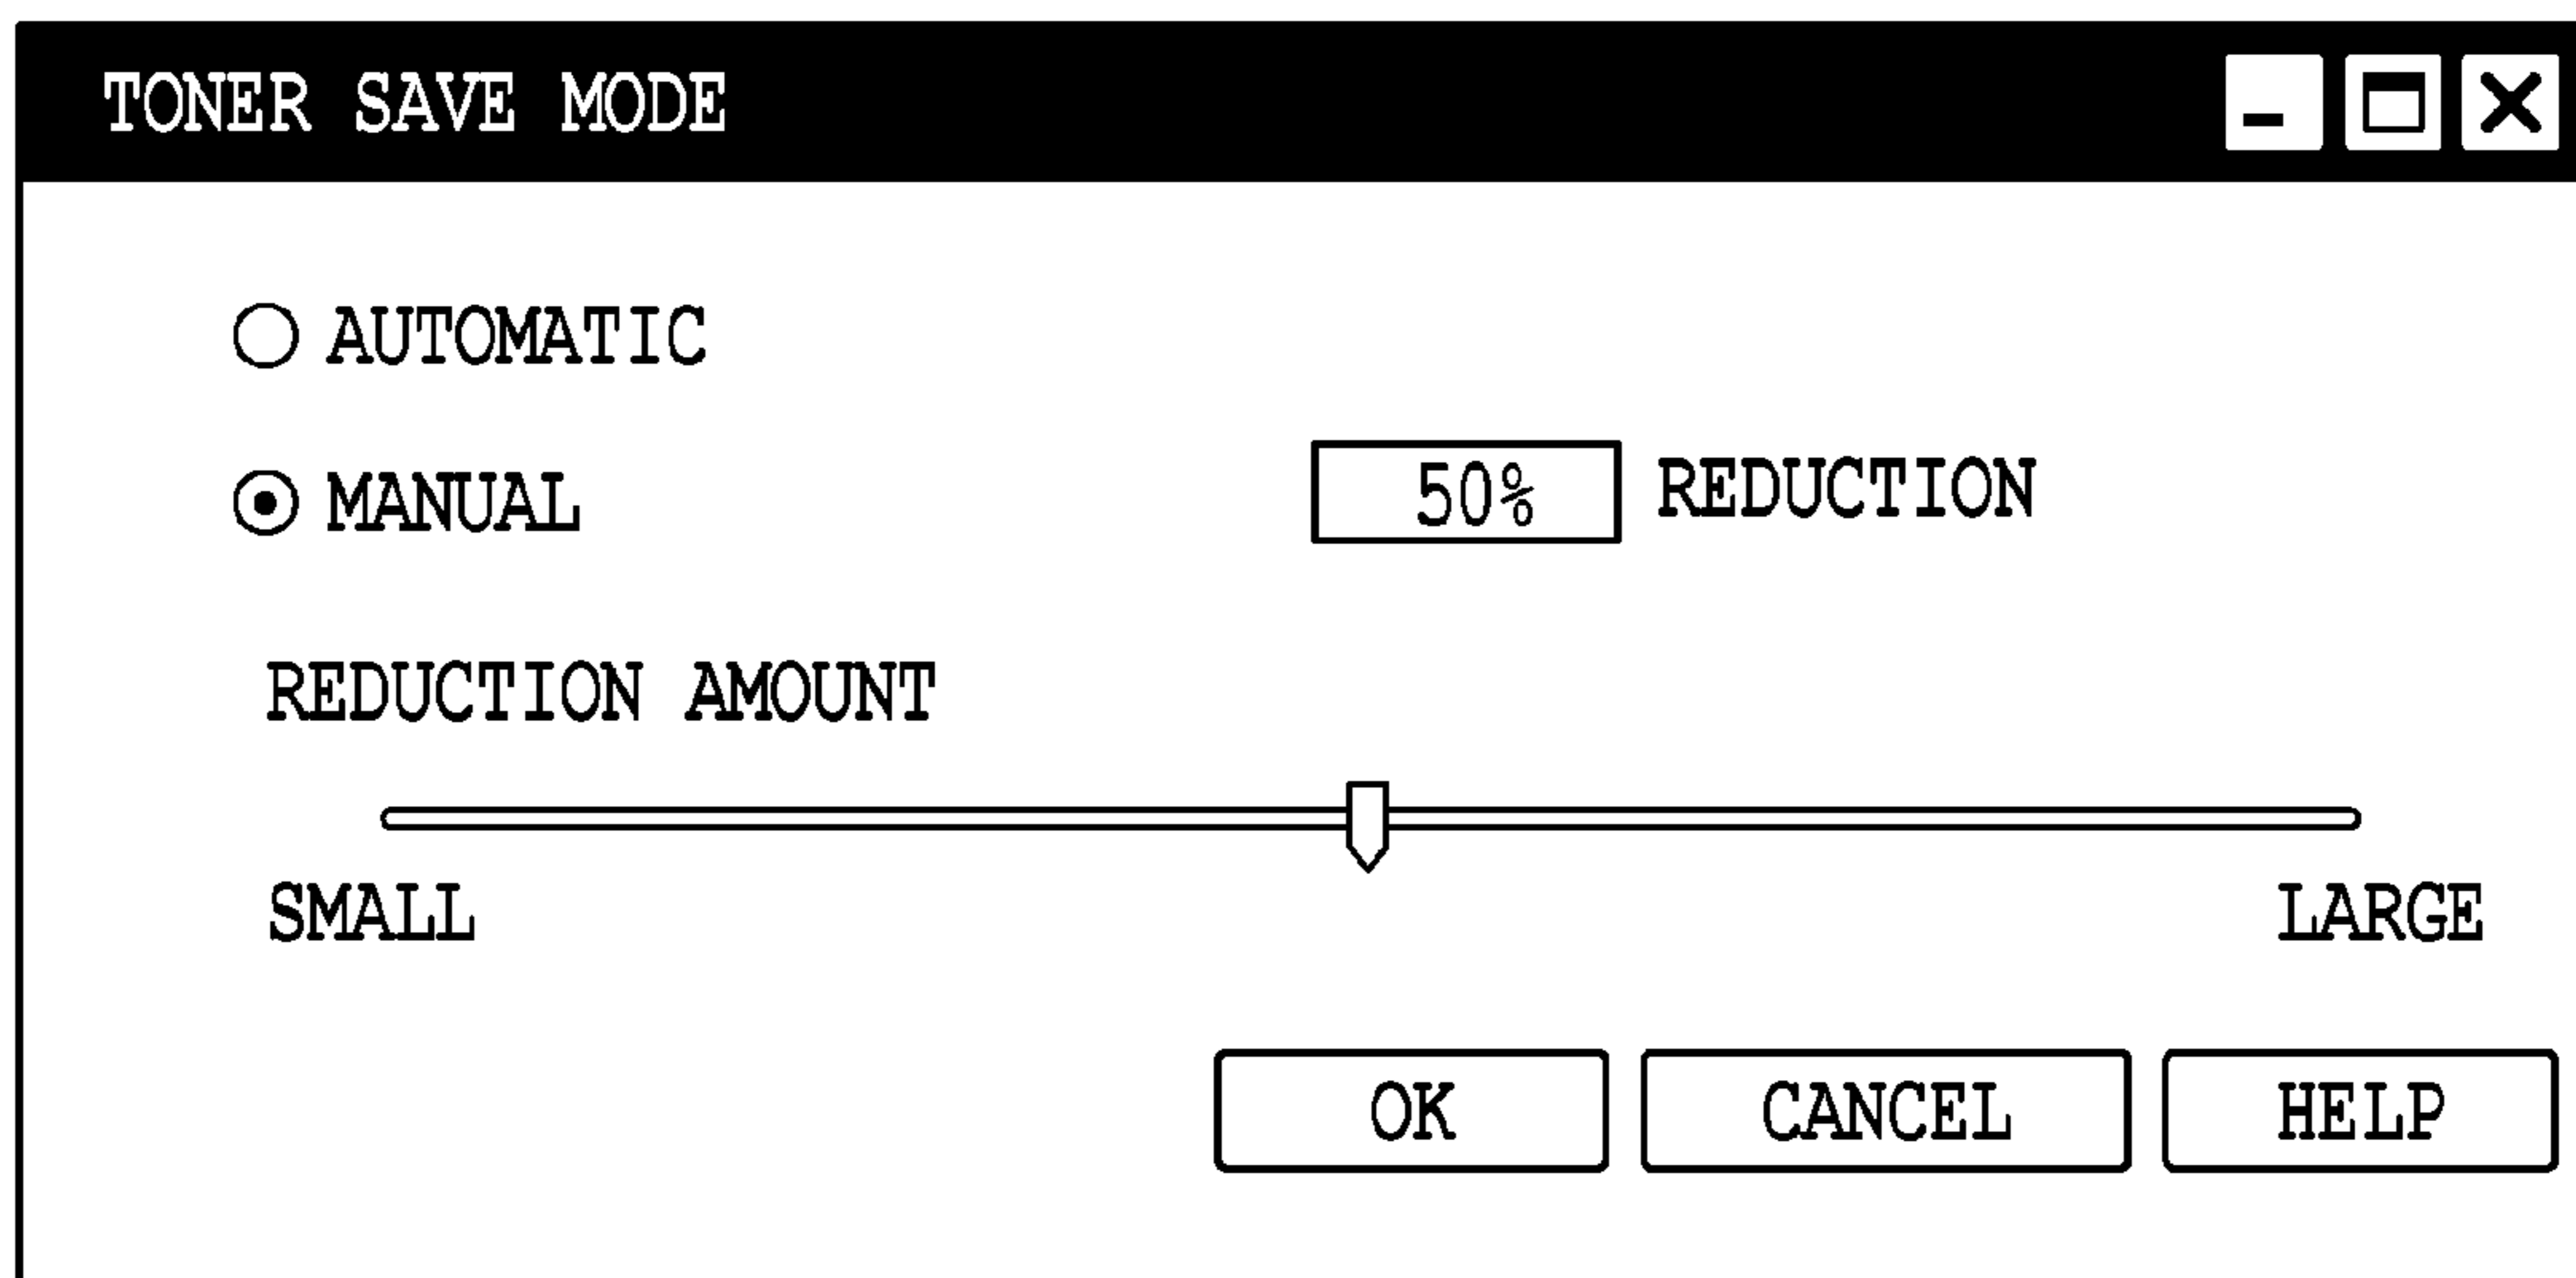 TONER SAVE MODE
AUTOMATIC
MANUAL
50% REDUCTION
REDUCTION AMOUNT
SMALL LARGE
OK CANCEL HELP